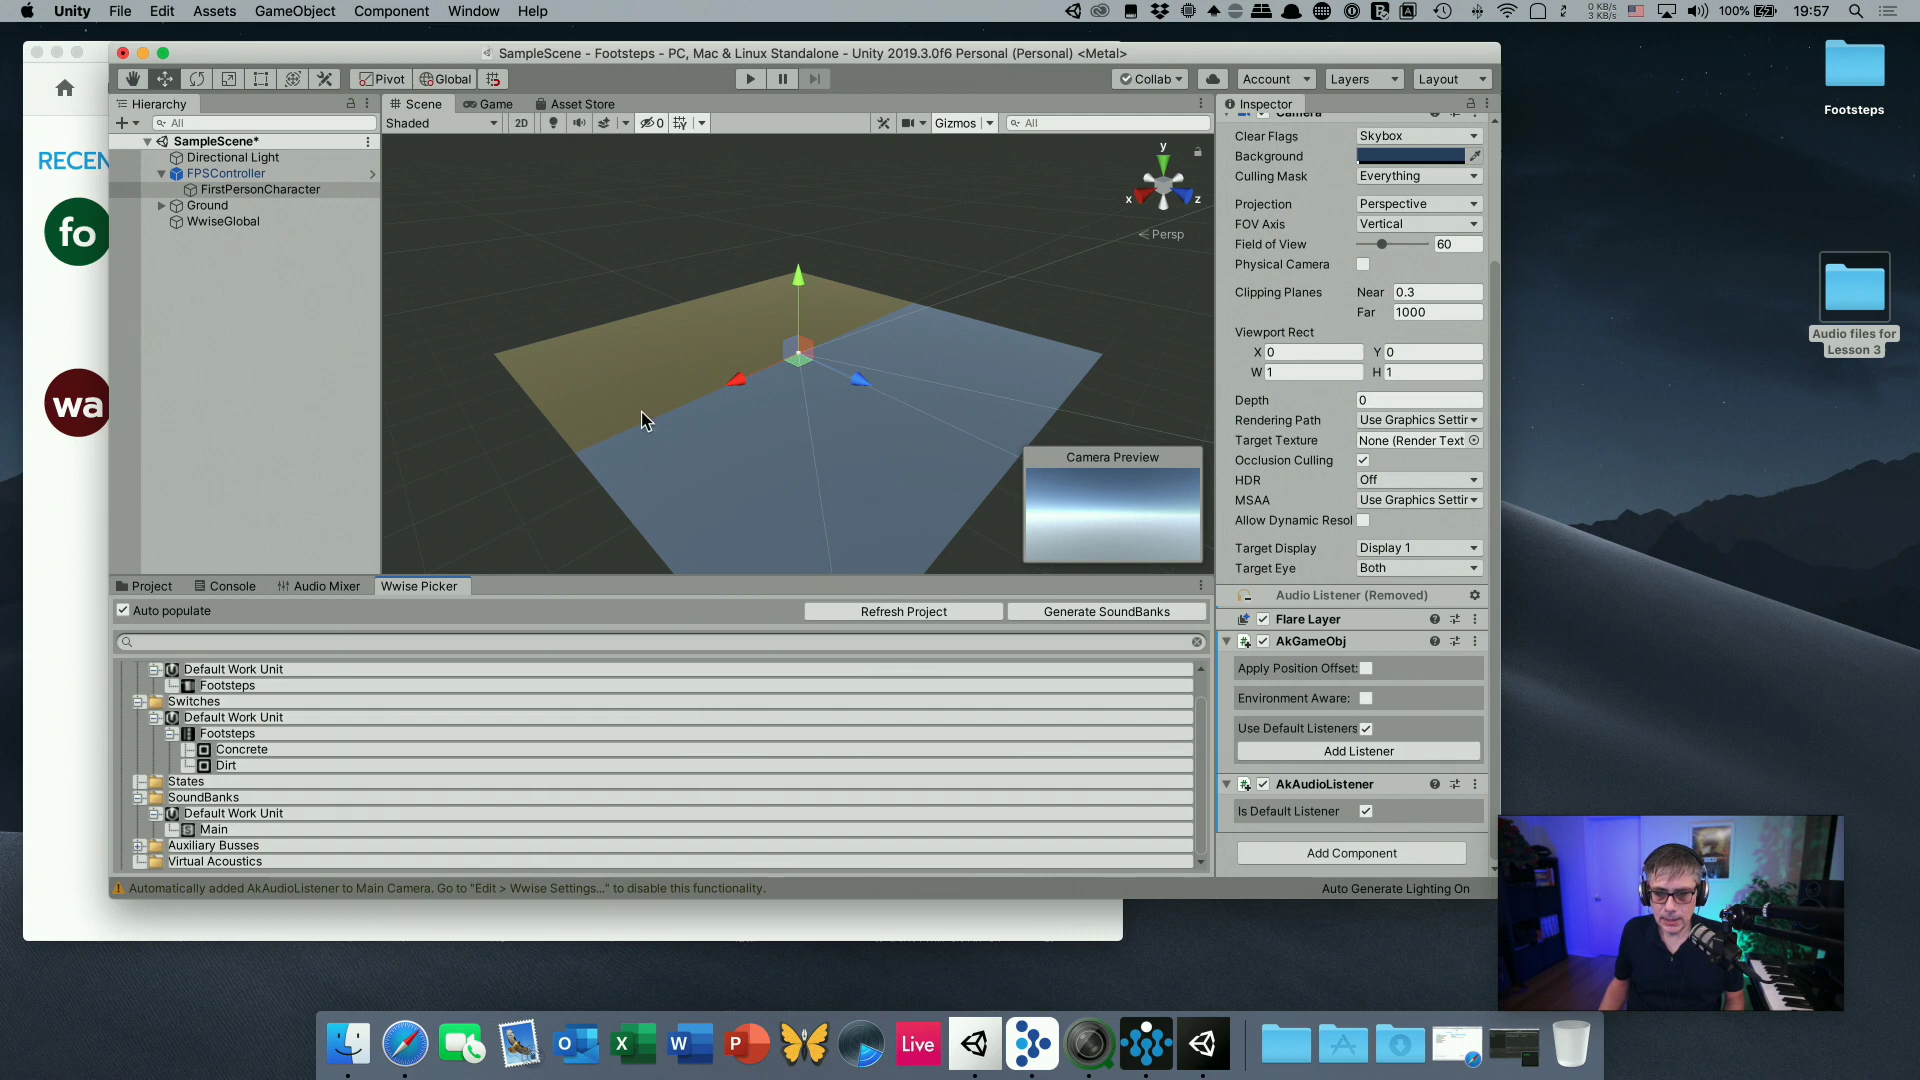 Unity File Edit Assets GameObject Component Window Help
0 KB/s
3 KB/s
100% 19:57
SampleScene - Footsteps - PC, Mac & Linux Standalone - Unity 2019.3.0f6 Personal (Personal) <Metal>
Pivot Global Collab Account Layers Layout
Hierarchy Scene Game Asset Store Inspector
All
Shaded 2D 0 Gizmos All
SampleScene*
Directional Light
FPSController
FirstPersonCharacter
Ground
WwiseGlobal
RECEN
fo
wa
y
x z
Persp
Camera Preview
Camera
Clear Flags Skybox
Background
Culling Mask Everything
Projection Perspective
FOV Axis Vertical
Field of View 60
Physical Camera
Clipping Planes Near 0.3
Far 1000
Viewport Rect
X 0 Y 0
W 1 H 1
Depth 0
Rendering Path Use Graphics Settir
Target Texture None (Render Text
Occlusion Culling
HDR Off
MSAA Use Graphics Settir
Allow Dynamic Resol
Target Display Display 1
Target Eye Both
Audio Listener (Removed)
Flare Layer
AkGameObj
Apply Position Offset:
Environment Aware:
Use Default Listeners
Add Listener
AkAudioListener
Is Default Listener
Add Component
Project Console Audio Mixer Wwise Picker
Auto populate Refresh Project Generate SoundBanks
Default Work Unit
Footsteps
Switches
Default Work Unit
Footsteps
Concrete
Dirt
States
SoundBanks
Default Work Unit
Main
Auxiliary Busses
Virtual Acoustics
Automatically added AkAudioListener to Main Camera. Go to "Edit > Wwise Settings..." to disable this functionality.
Auto Generate Lighting On
Footsteps
Audio files for
Lesson 3
Live